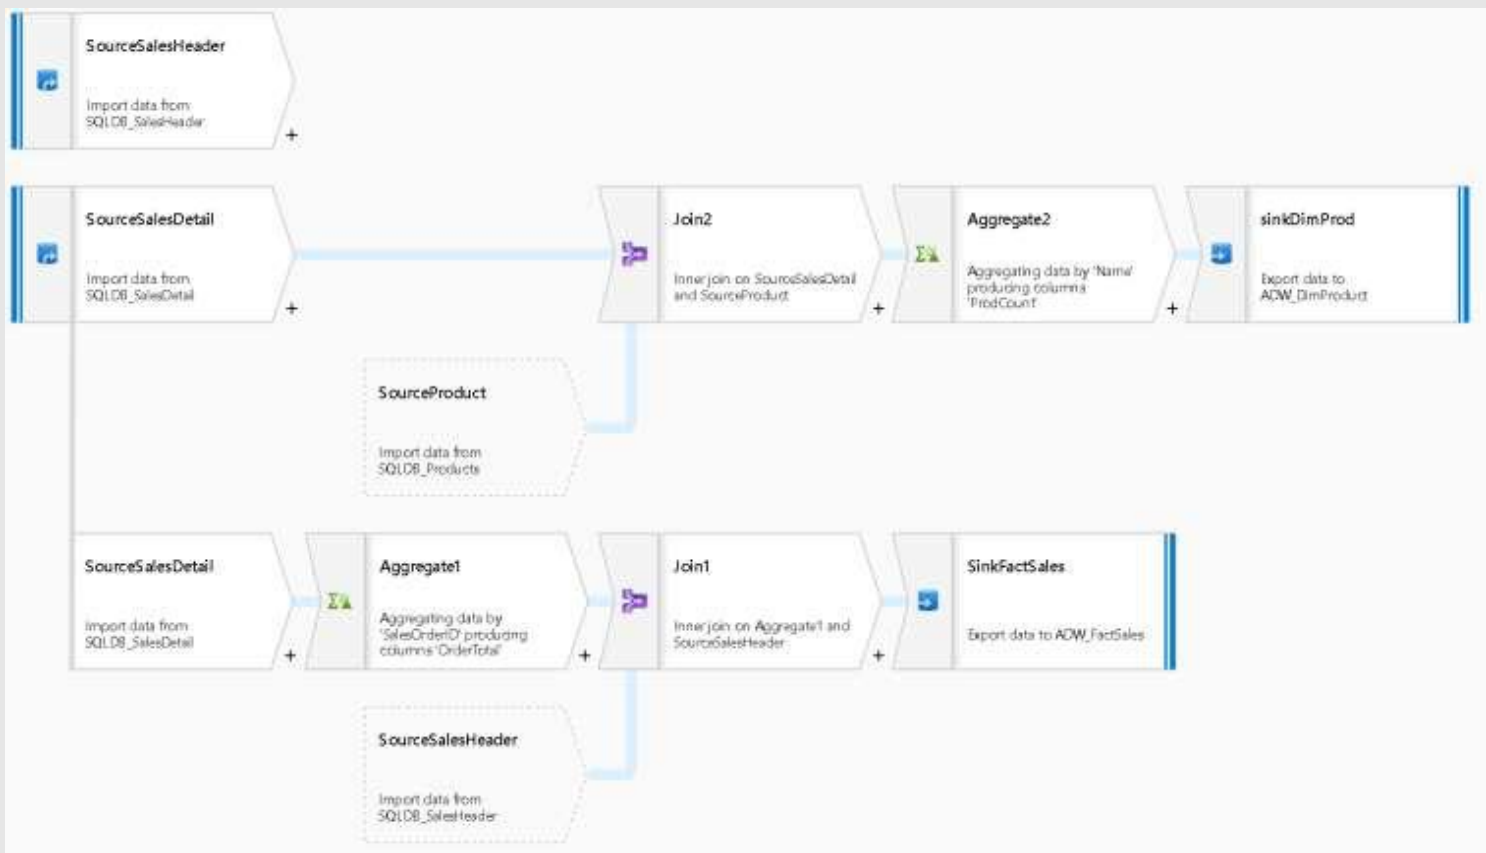 SourceSalesHeader
Import data from
SQLDB_SalesHeader
+
SourceSalesDetail
Import data from
SQLDB_SalesDetail
+
Join2
Inner join on SourceSalesDetail
and SourceProduct
+
Aggregate2
Aggregating data by 'Name'
producing columns
'ProdCount'
+
sinkDimProd
Export data to
ADW_DimProduct
SourceProduct
Import data from
SQLDB_Products
SourceSalesDetail
Import data from
SQLDB_SalesDetail
+
Aggregate1
Aggregating data by
'SalesOrderID' producing
columns 'OrderTotal'
+
Join1
Inner join on Aggregate1 and
SourceSalesHeader
+
SinkFactSales
Export data to ADW_FactSales
SourceSalesHeader
Import data from
SQLDB_SalesHeader